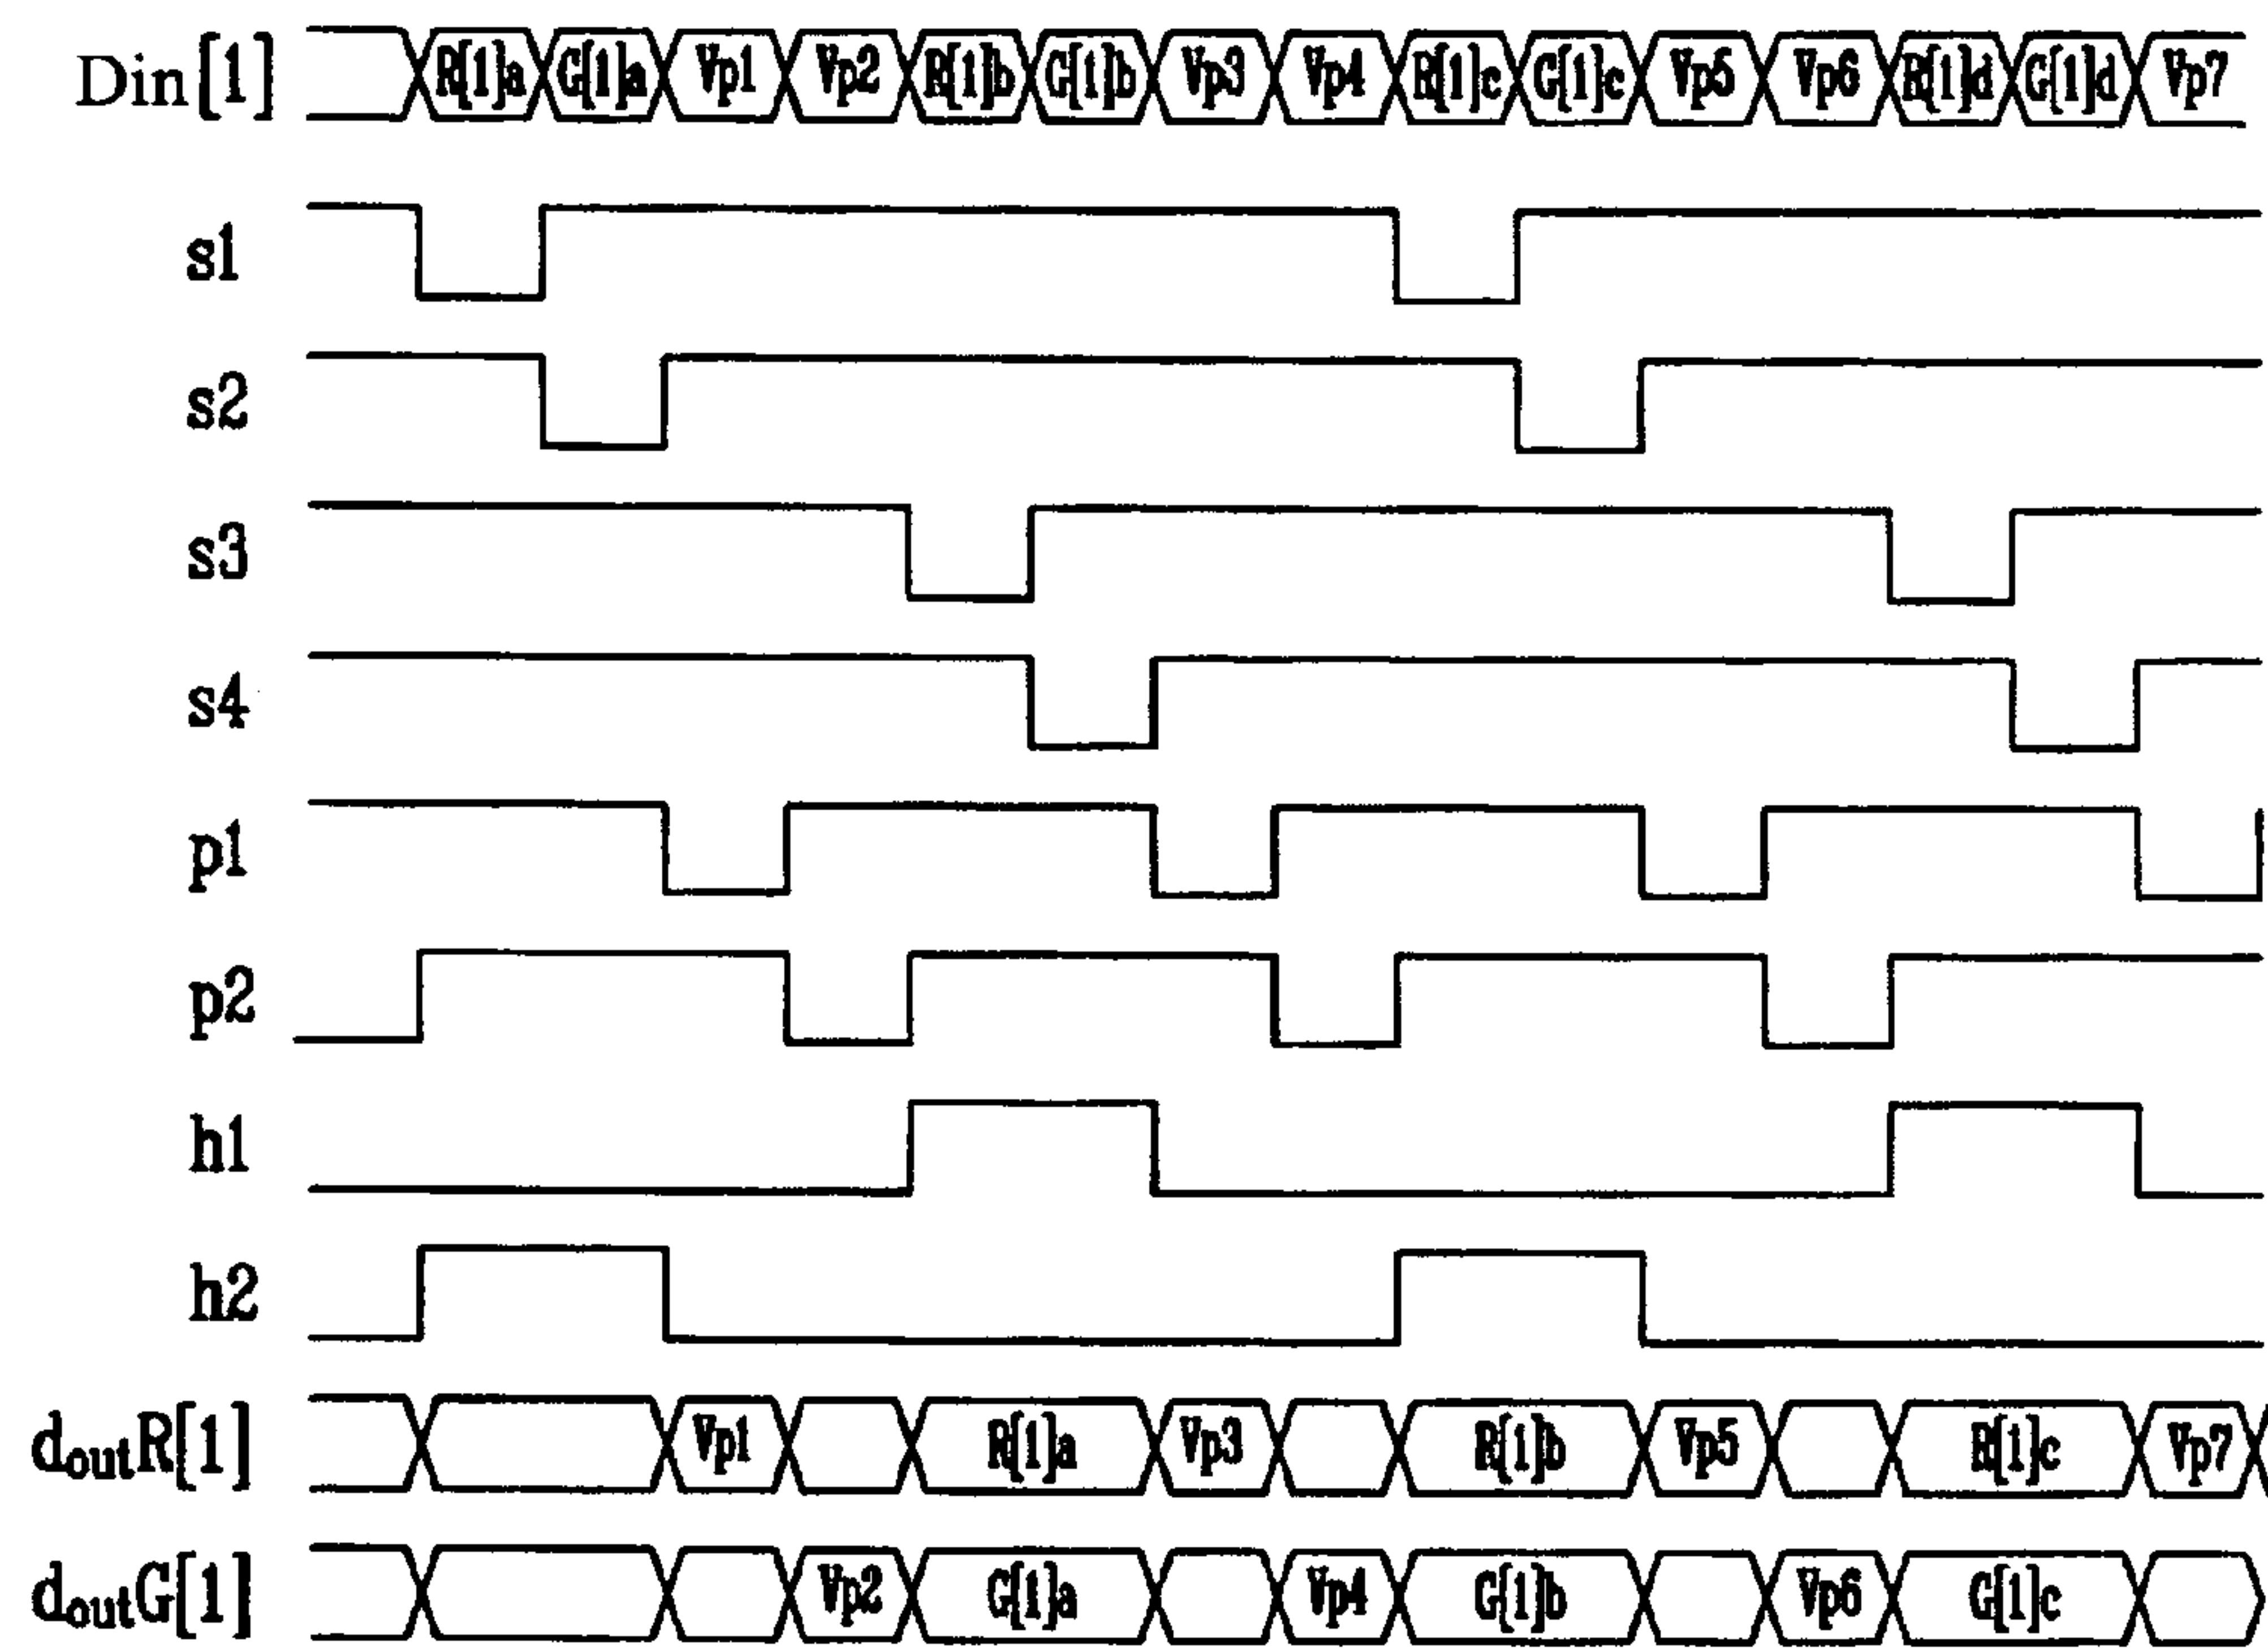 Din[1] R[1]a G[1]a Vp1 Vp2 R[1]b G[1]b Vp3 Vp4 R[1]c G[1]c Vp5 Vp6 R[1]d G[1]d Vp7
s1
s2
s3
s4
p1
p2
h1
h2
doutR[1] Vp1 R[1]a Vp3 R[1]b Vp5 R[1]c Vp7
doutG[1] Vp2 G[1]a Vp4 G[1]b Vp6 G[1]c